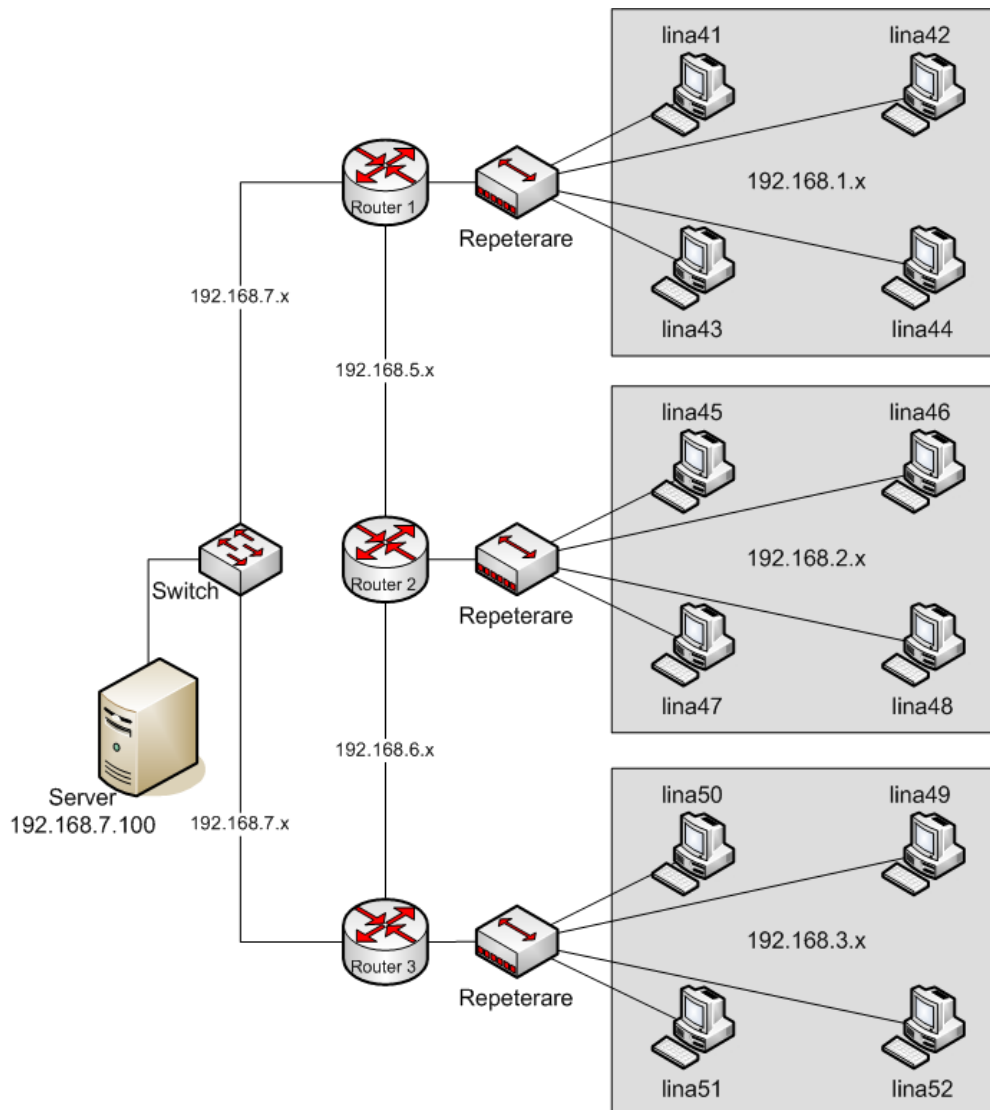 lina41
lina42
Router 1
192.168.1.x
Repeterare
192.168.7.x
lina43
lina44
192.168.5.x
lina45
lina46
Switch
Router 2
192.168.2.x
Repeterare
lina47
lina48
192.168.6.x
Server
192.168.7.100
192.168.7.x
lina50
lina49
Router 3
192.168.3.x
Repeterare
lina51
lina52